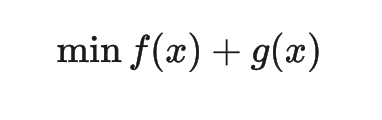 min f(x) + g(x)